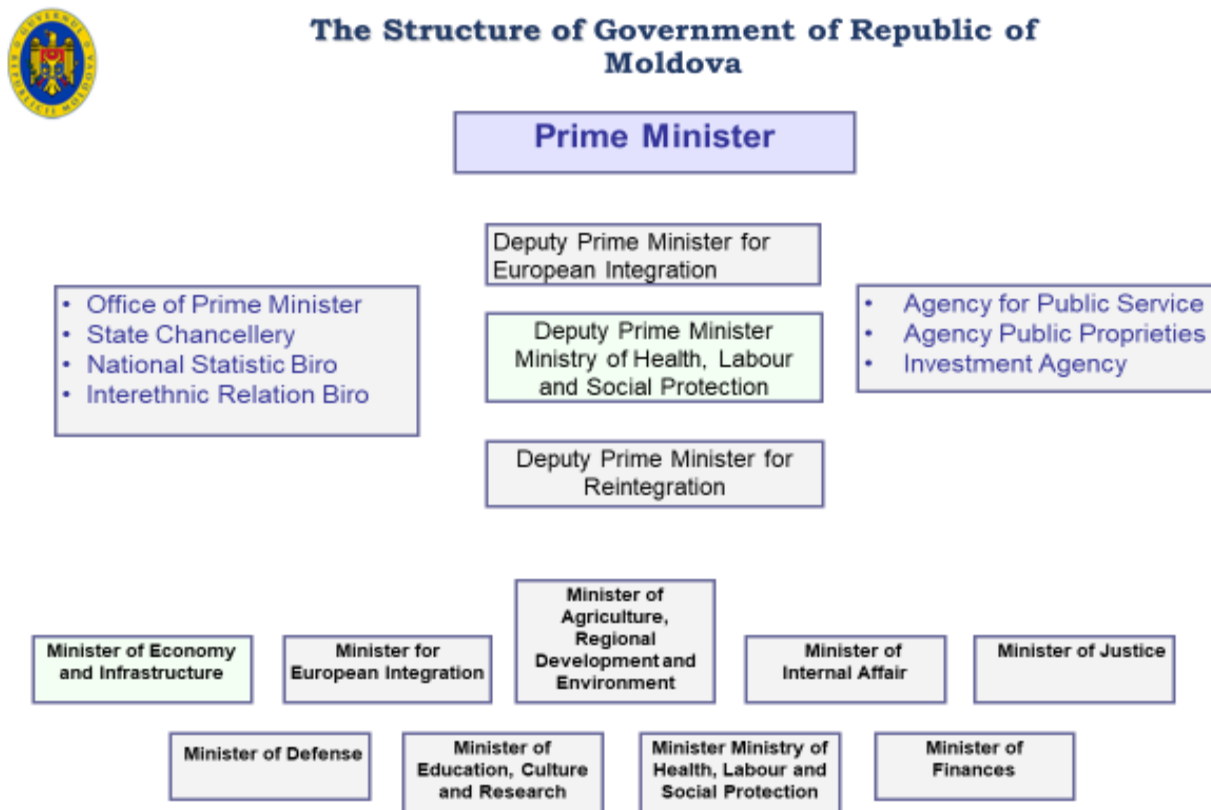 GUVERNUL REPUBLICII MOLDOVA
The Structure of Government of Republic of
Moldova
Prime Minister
Deputy Prime Minister for
European Integration
• Office of Prime Minister
• State Chancellery
• National Statistic Biro
• Interethnic Relation Biro
Deputy Prime Minister
Ministry of Health, Labour
and Social Protection
• Agency for Public Service
• Agency Public Proprieties
• Investment Agency
Deputy Prime Minister for
Reintegration
Minister of Economy
and Infrastructure
Minister for
European Integration
Minister of
Agriculture,
Regional
Development and
Environment
Minister of
Internal Affair
Minister of Justice
Minister of Defense
Minister of
Education, Culture
and Research
Minister Ministry of
Health, Labour and
Social Protection
Minister of
Finances